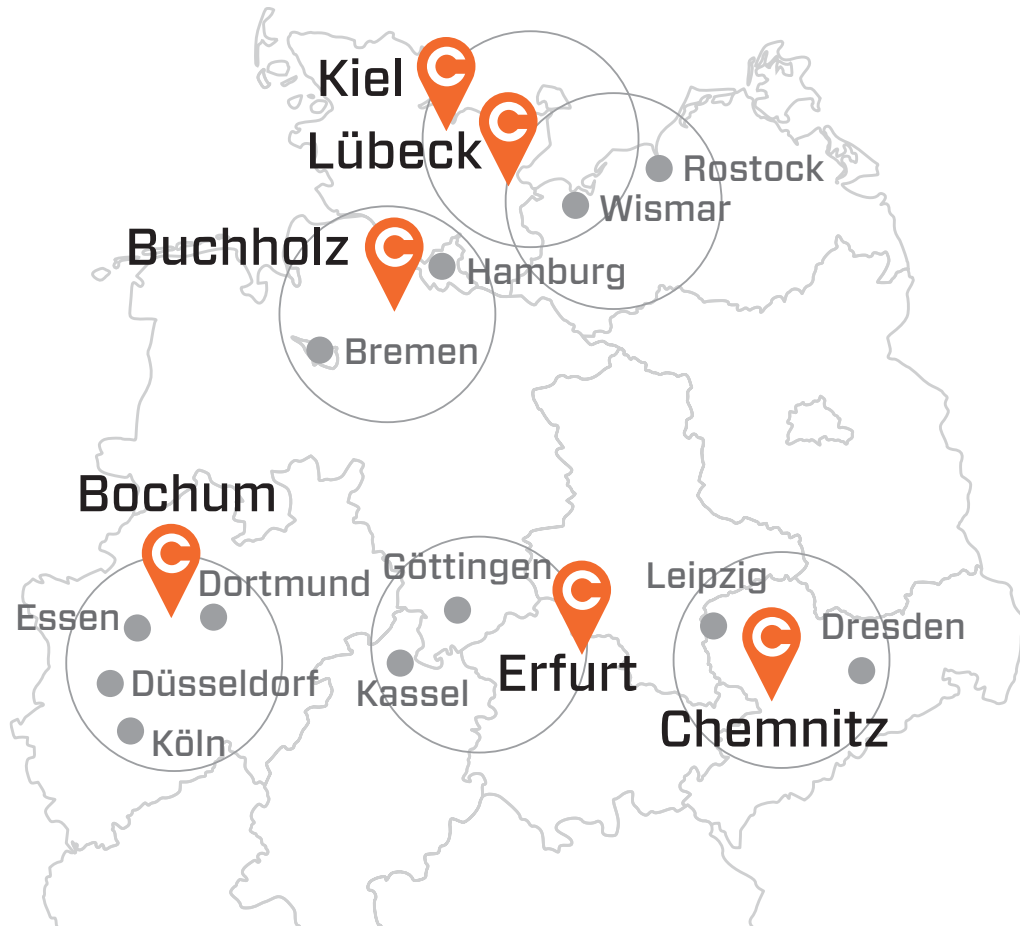 Kiel
Lübeck
Rostock
Wismar
Buchholz
Hamburg
Bremen
Bochum
Dortmund
Essen
Düsseldorf
Köln
Göttingen
Kassel
Erfurt
Leipzig
Dresden
Chemnitz